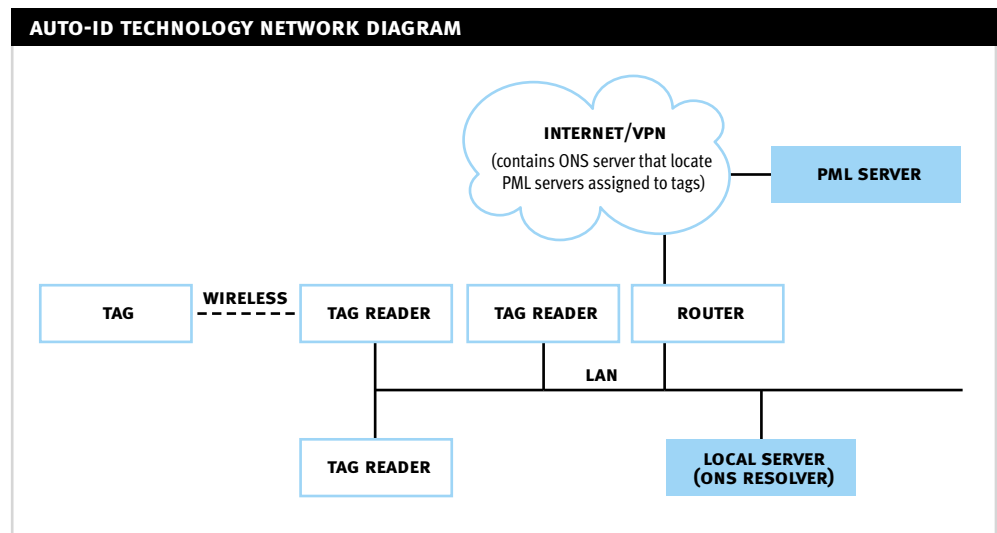 AUTO-ID TECHNOLOGY NETWORK DIAGRAM
INTERNET/VPN
(contains ONS server that locate
PML servers assigned to tags)
PML SERVER
TAG
WIRELESS
TAG READER
TAG READER
ROUTER
LAN
TAG READER
LOCAL SERVER
(ONS RESOLVER)